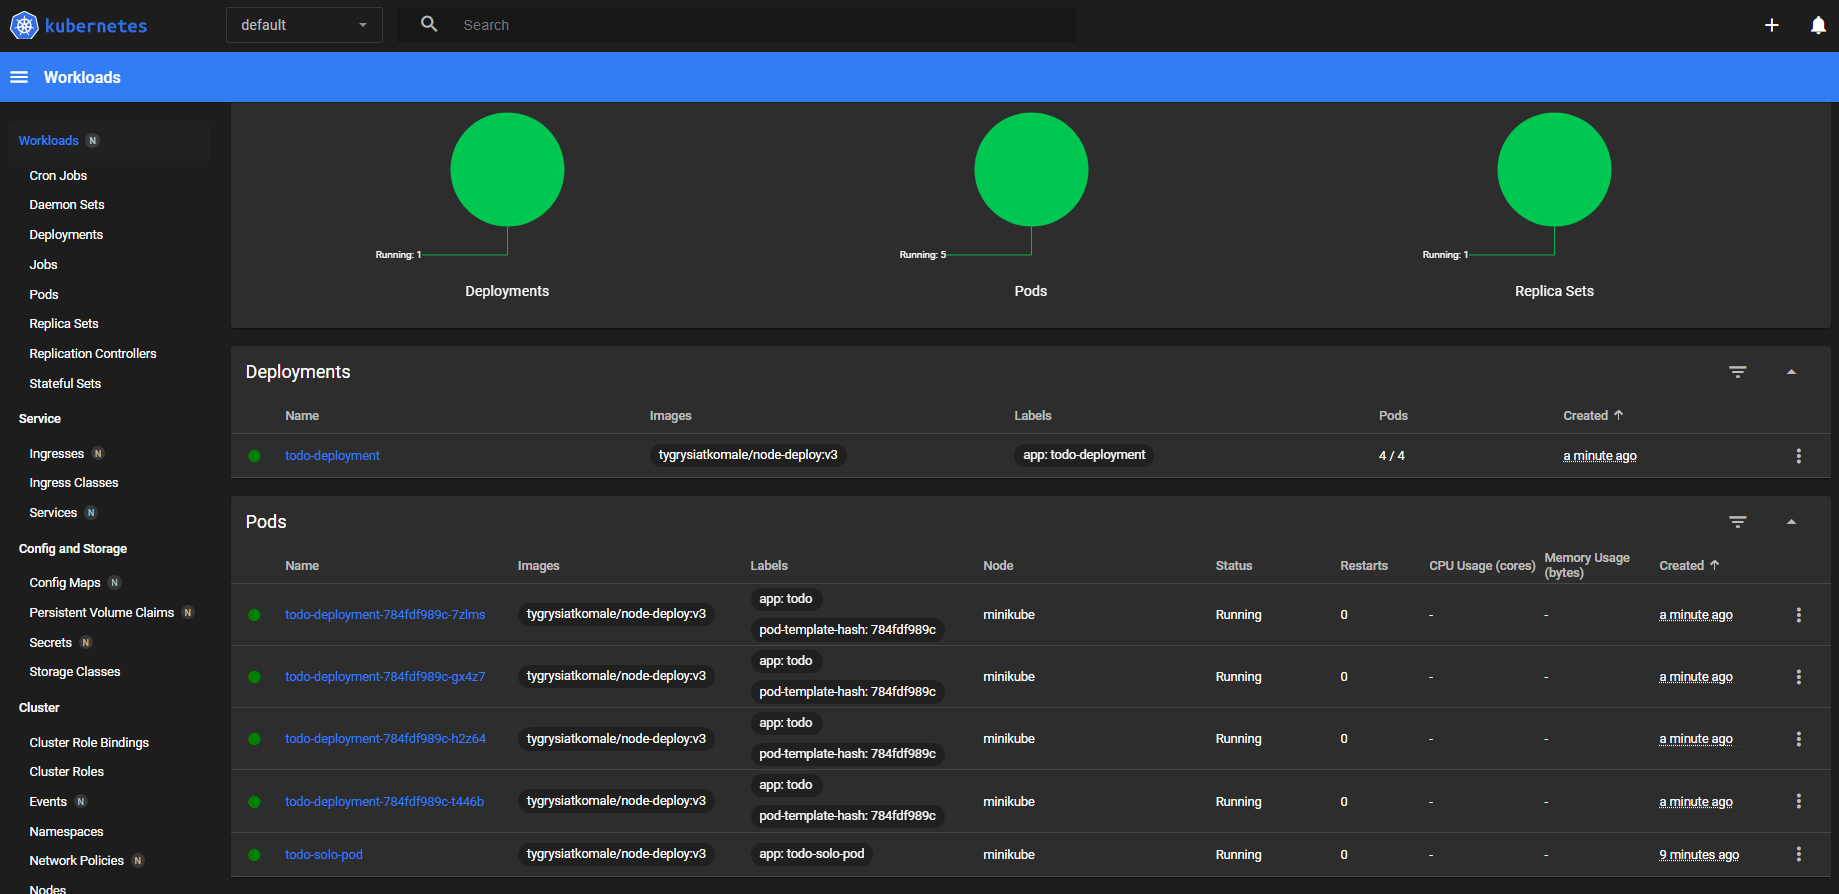 kubernetes
default
Search
Workloads
Workloads N
Cron Jobs
Daemon Sets
Deployments
Jobs
Pods
Replica Sets
Replication Controllers
Stateful Sets
Service
Ingresses N
Ingress Classes
Services N
Config and Storage
Config Maps N
Persistent Volume Claims N
Secrets N
Storage Classes
Cluster
Cluster Role Bindings
Cluster Roles
Events N
Namespaces
Network Policies N
Nodes
Running: 1
Deployments
Running: 5
Pods
Running: 1
Replica Sets
Deployments
Name Images Labels Pods Created
todo-deployment tygrysiatkomale/node-deploy:v3 app: todo-deployment 4 / 4 a minute ago
Pods
Name Images Labels Node Status Restarts CPU Usage (cores) Memory Usage (bytes) Created
todo-deployment-784fdf989c-7zlms tygrysiatkomale/node-deploy:v3 app: todo minikube Running 0 - - a minute ago
pod-template-hash: 784fdf989c
todo-deployment-784fdf989c-gx4z7 tygrysiatkomale/node-deploy:v3 app: todo minikube Running 0 - - a minute ago
pod-template-hash: 784fdf989c
todo-deployment-784fdf989c-h2z64 tygrysiatkomale/node-deploy:v3 app: todo minikube Running 0 - - a minute ago
pod-template-hash: 784fdf989c
todo-deployment-784fdf989c-t446b tygrysiatkomale/node-deploy:v3 app: todo minikube Running 0 - - a minute ago
pod-template-hash: 784fdf989c
todo-solo-pod tygrysiatkomale/node-deploy:v3 app: todo-solo-pod minikube Running 0 - - 9 minutes ago